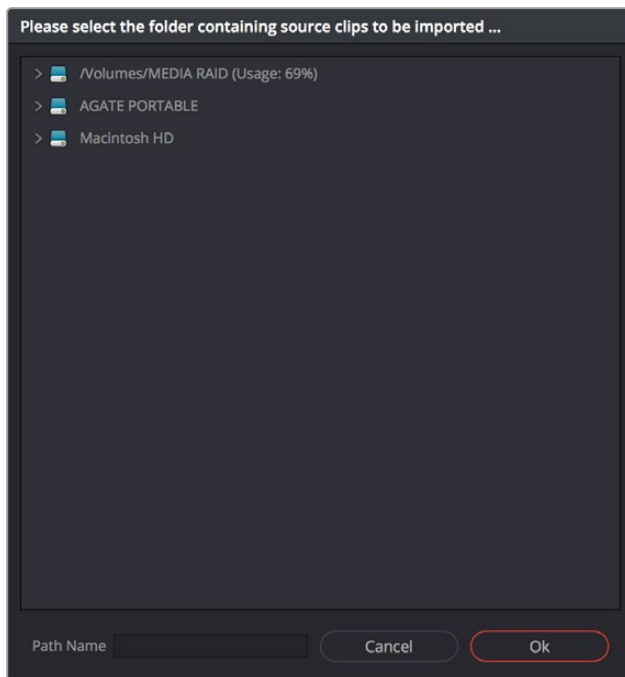 Please select the folder containing source clips to be imported ...
/Volumes/MEDIA RAID (Usage: 69%)
AGATE PORTABLE
Macintosh HD
Path Name
Cancel
Ok